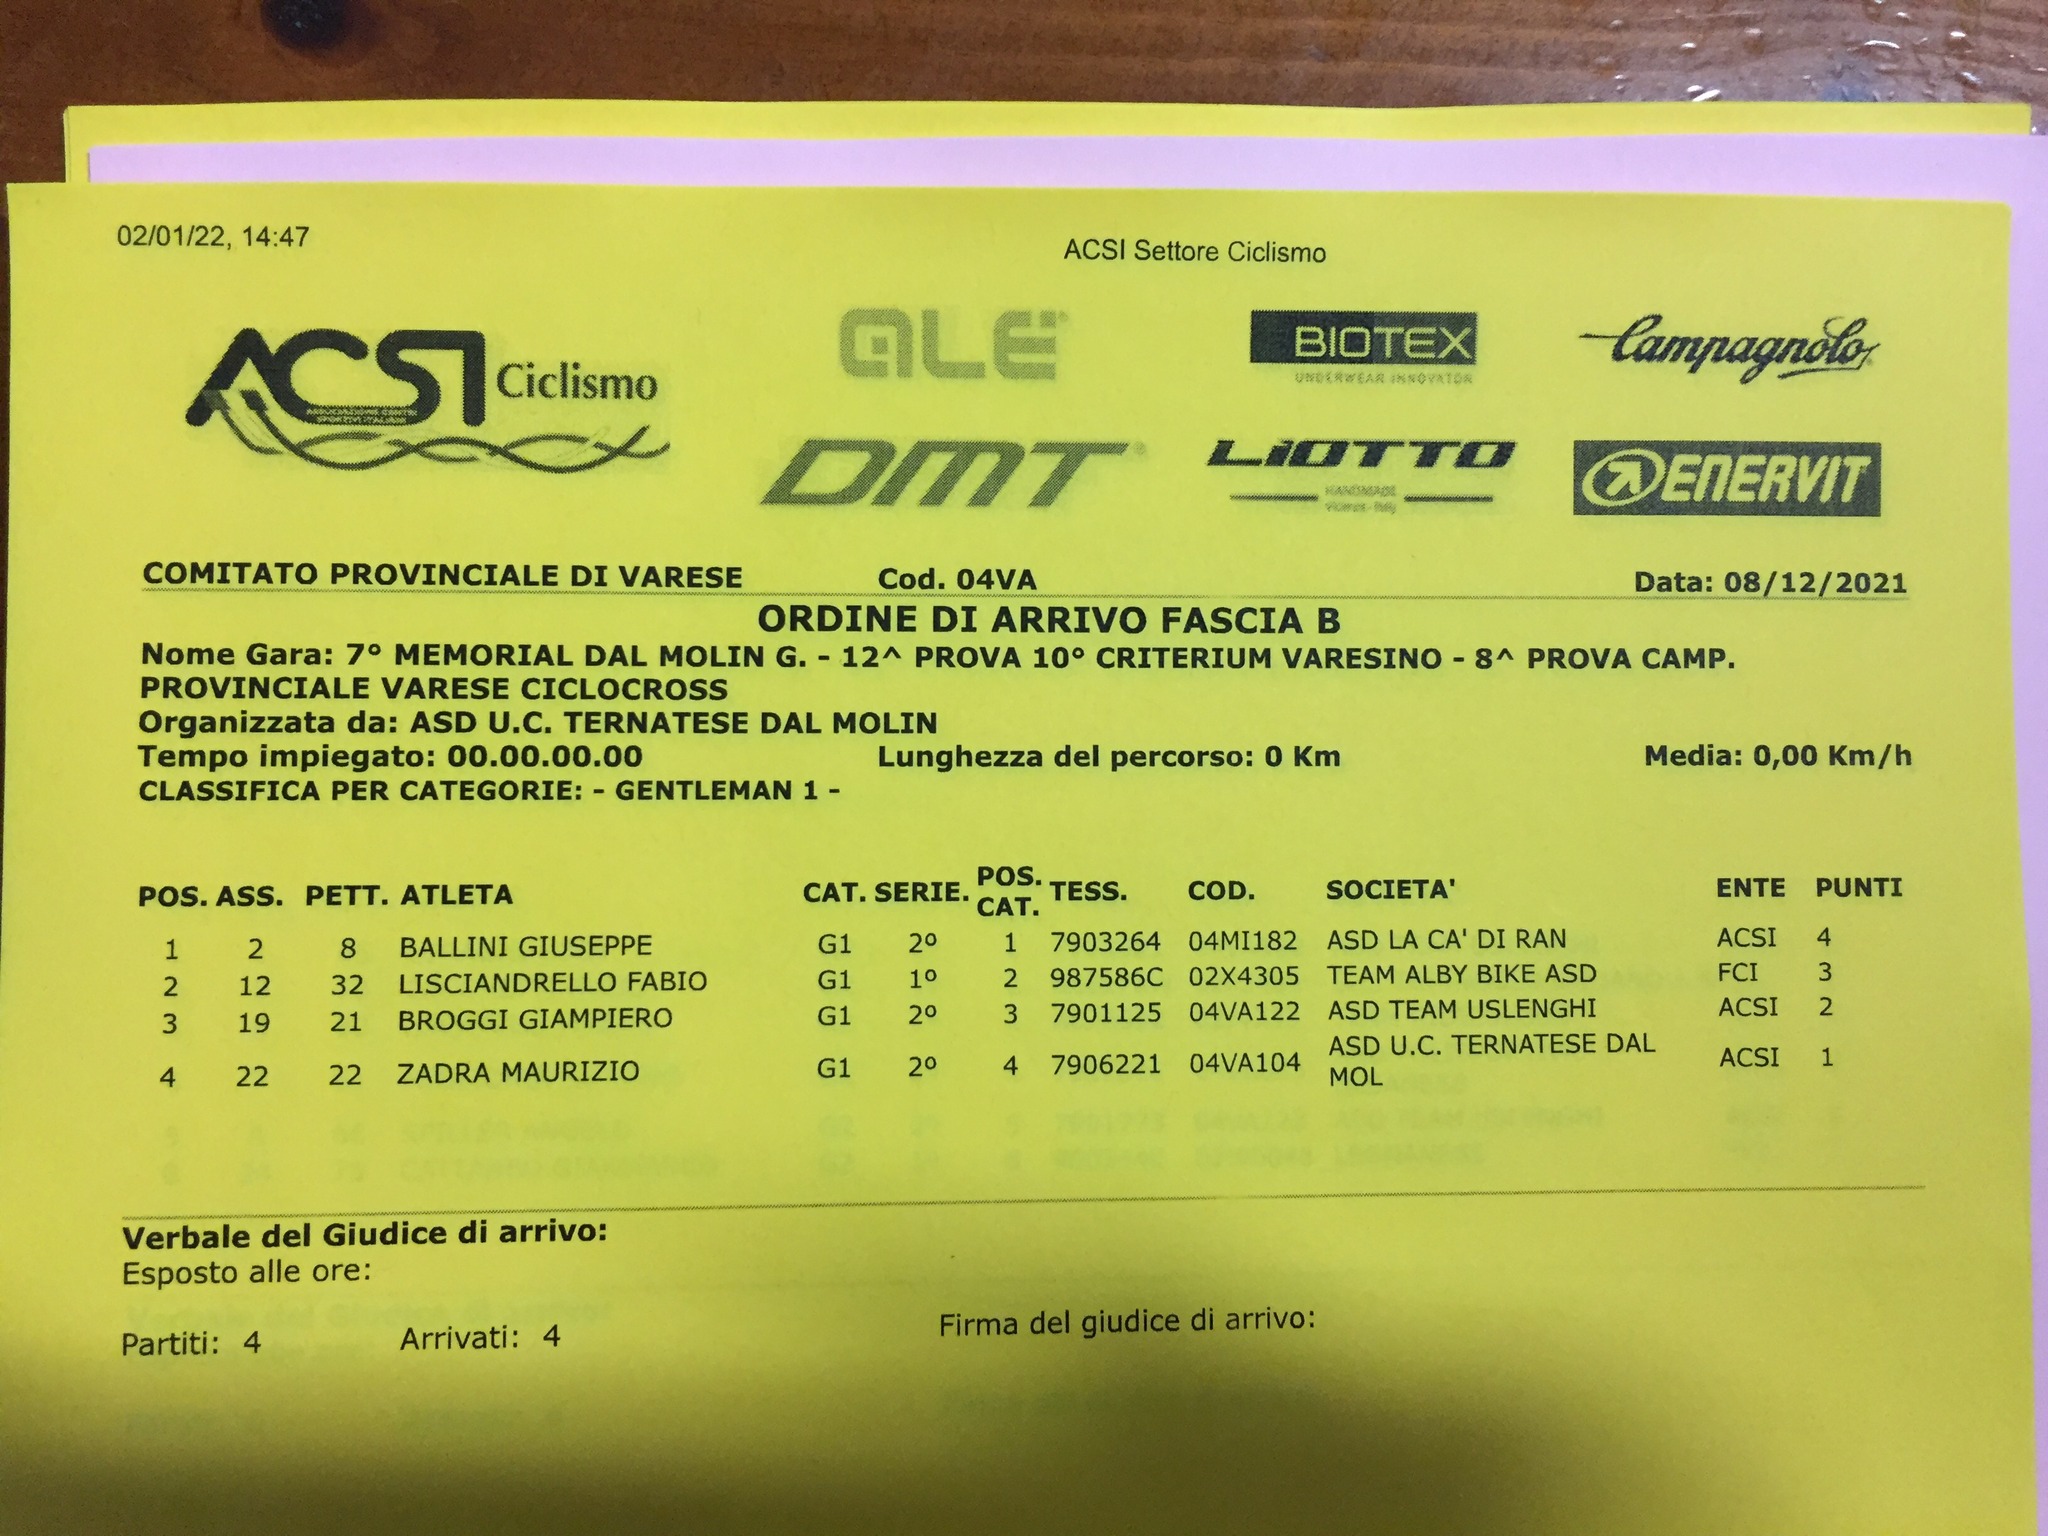 02/01/22, 14:47 ACSI Settore Ciclismo
ACSI Ciclismo
ALÉ BIOTEX Campagnolo
UNDERWEAR INNOVATOR
DMT LIOTTO ENERVIT
HANDMADE
COMITATO PROVINCIALE DI VARESE Cod. 04VA Data: 08/12/2021
ORDINE DI ARRIVO FASCIA B
Nome Gara: 7° MEMORIAL DAL MOLIN G. - 12^ PROVA 10° CRITERIUM VARESINO - 8^ PROVA CAMP.
PROVINCIALE VARESE CICLOCROSS
Organizzata da: ASD U.C. TERNATESE DAL MOLIN
Tempo impiegato: 00.00.00.00 Lunghezza del percorso: 0 Km Media: 0,00 Km/h
CLASSIFICA PER CATEGORIE: - GENTLEMAN 1 -
POS. ASS. PETT. ATLETA CAT. SERIE. POS. CAT. TESS. COD. SOCIETA' ENTE PUNTI
1 2 8 BALLINI GIUSEPPE G1 2º 1 7903264 04MI182 ASD LA CA' DI RAN ACSI 4
2 12 32 LISCIANDRELLO FABIO G1 1º 2 987586C 02X4305 TEAM ALBY BIKE ASD FCI 3
3 19 21 BROGGI GIAMPIERO G1 2º 3 7901125 04VA122 ASD TEAM USLENGHI ACSI 2
4 22 22 ZADRA MAURIZIO G1 2º 4 7906221 04VA104 ASD U.C. TERNATESE DAL MOL ACSI 1
Verbale del Giudice di arrivo:
Esposto alle ore:
Partiti: 4 Arrivati: 4 Firma del giudice di arrivo: